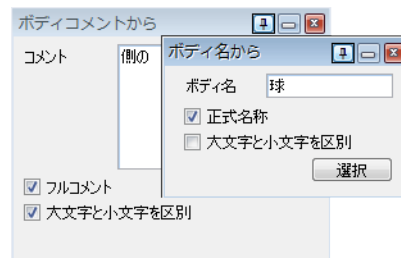 ボディコメントから
コメント
側の
フルコメント
大文字と小文字を区別
ボディ名から
ボディ名
球
正式名称
大文字と小文字を区別
選択